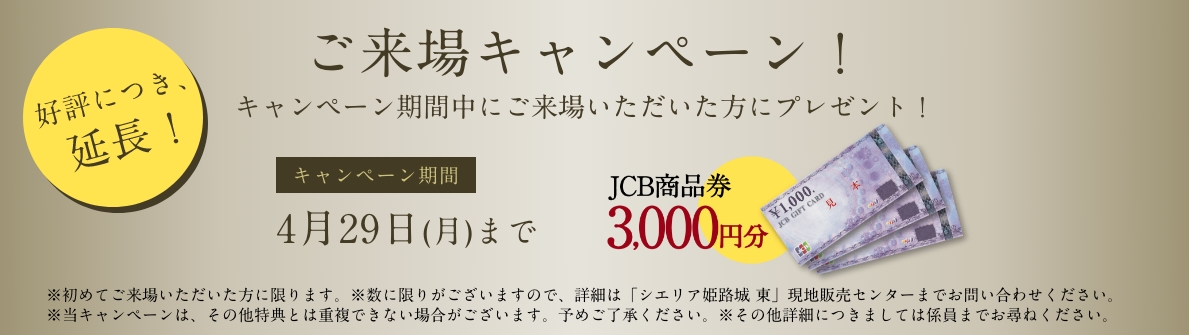 ご来場キャンペーン！
好評につき、
延長！
キャンペーン期間中にご来場いただいた方にプレゼント！
キャンペーン期間
4月29日(月)まで
JCB商品券
3,000円分
¥1,000.
JCB GIFT CARD
見本
JCB
※初めてご来場いただいた方に限ります。※数に限りがございますので、詳細は「シエリア姫路城 東」現地販売センターまでお問い合わせください。
※当キャンペーンは、その他特典とは重複できない場合がございます。予めご了承ください。※その他詳細につきましては係員までお尋ねください。